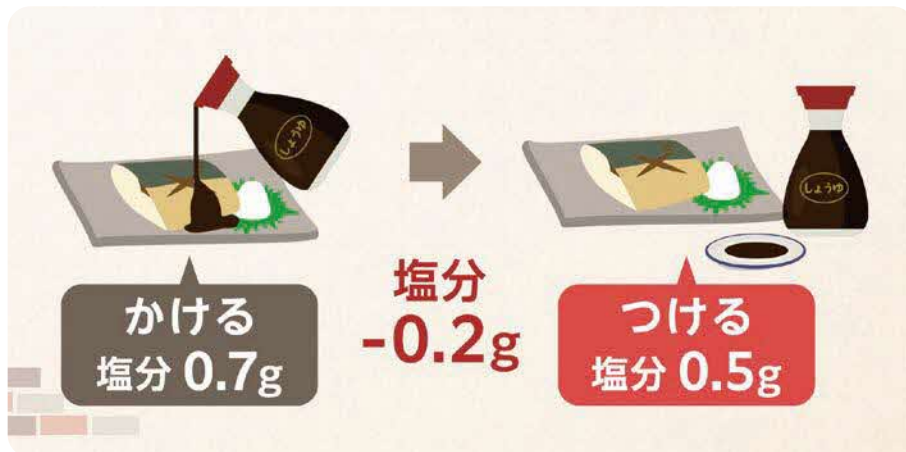 しょうゆ
しょうゆ
かける
塩分 0.7g
塩分
-0.2g
つける
塩分 0.5g